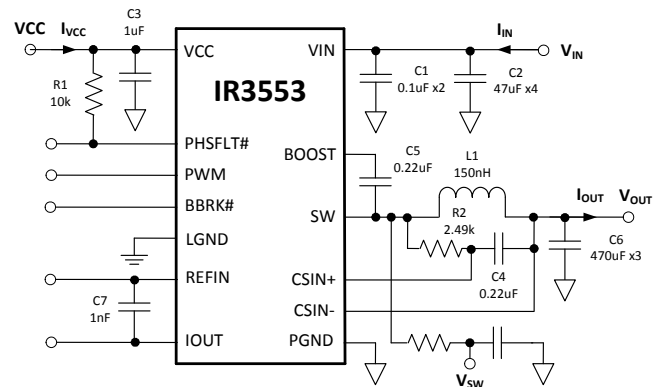 VCC
IVCC
C3
1uF
R1
10k
VCC
PHSFLT#
PWM
BBRK#
LGND
REFIN
IOUT
C7
1nF
IR3553
VIN
BOOST
SW
CSIN+
CSIN-
PGND
IIN
VIN
C1
0.1uF x2
C2
47uF x4
C5
0.22uF
L1
150nH
R2
2.49k
C4
0.22uF
IOUT
VOUT
C6
470uF x3
VSW